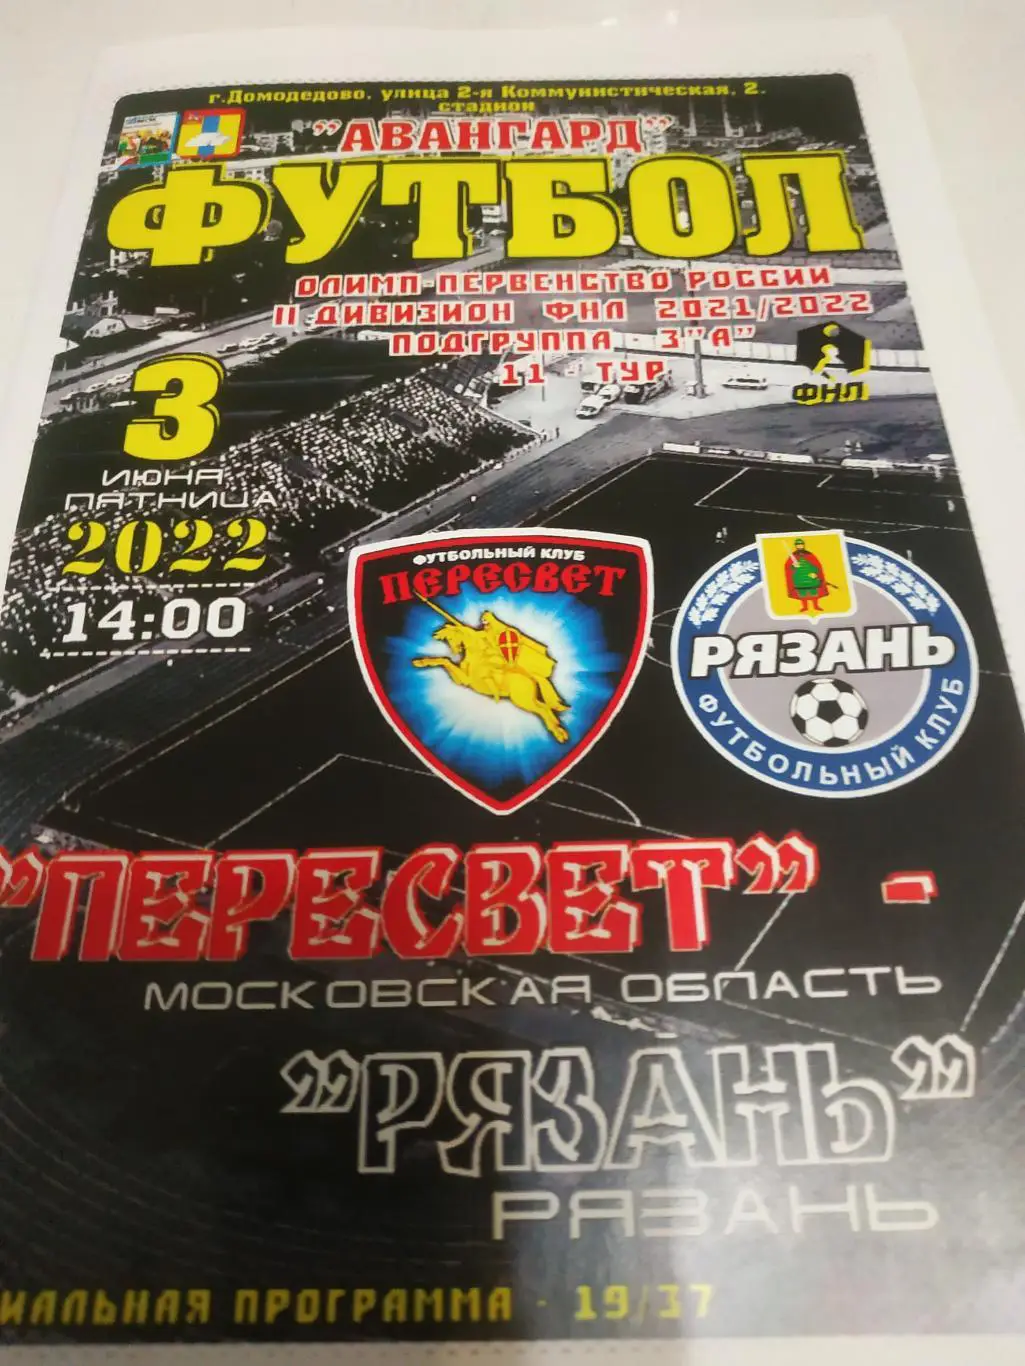 г.Домодедово, улица 2-я Коммунистическая, 2.
стадион
"АВАНГАРД"
ФУТБОЛ
ОЛИМП-ПЕРВЕНСТВО РОССИИ
II ДИВИЗИОН ФНЛ 2021/2022
ПОДГРУППА - 3"А"
11 - ТУР
ФНЛ
3
ИЮНЯ
ПЯТНИЦА
2022
14:00
ФУТБОЛЬНЫЙ КЛУБ
ПЕРЕСВЕТ
РЯЗАНЬ
ФУТБОЛЬНЫЙ КЛУБ
"ПЕРЕСВЕТ" -
МОСКОВСКАЯ ОБЛАСТЬ
"РЯЗАНЬ"
РЯЗАНЬ
ИАЛЬНАЯ ПРОГРАММА - 19/37